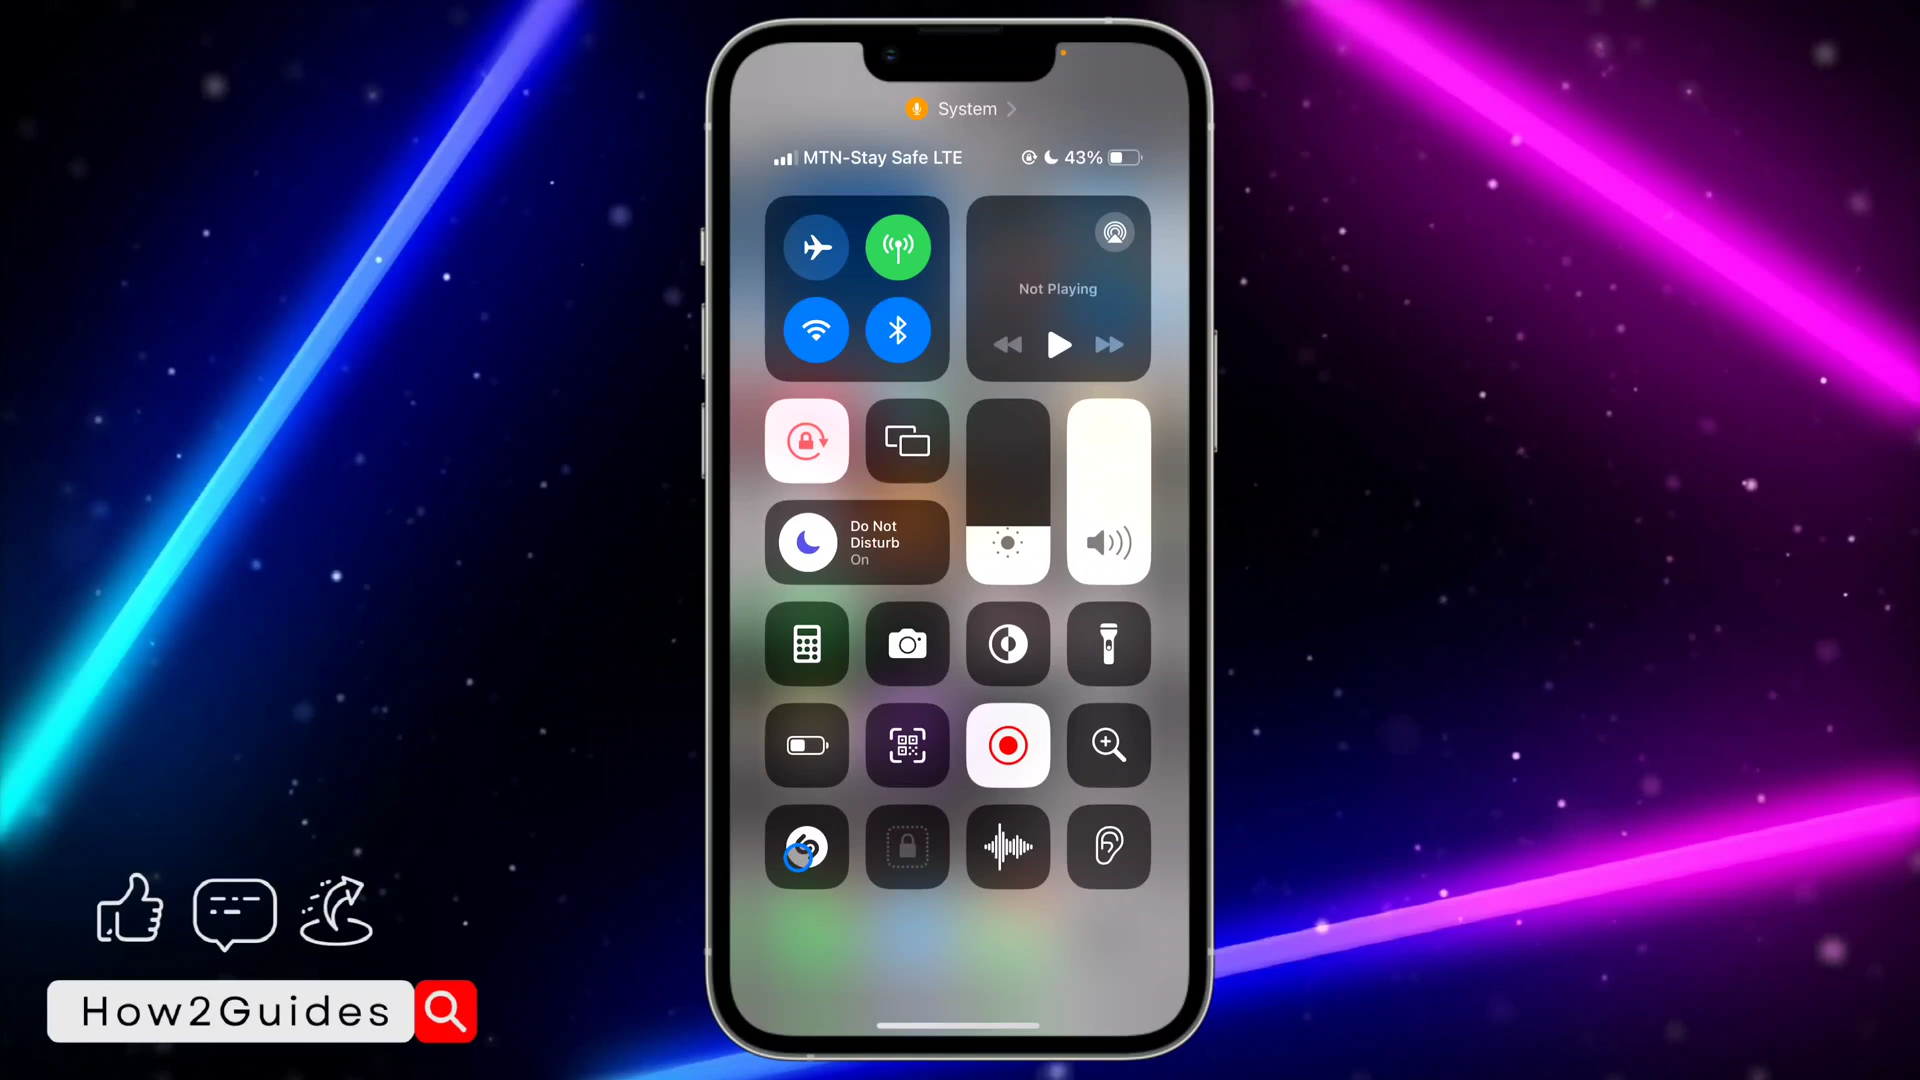 System
MTN-Stay Safe LTE 43%
Not Playing
Do Not
Disturb
On
How2Guides